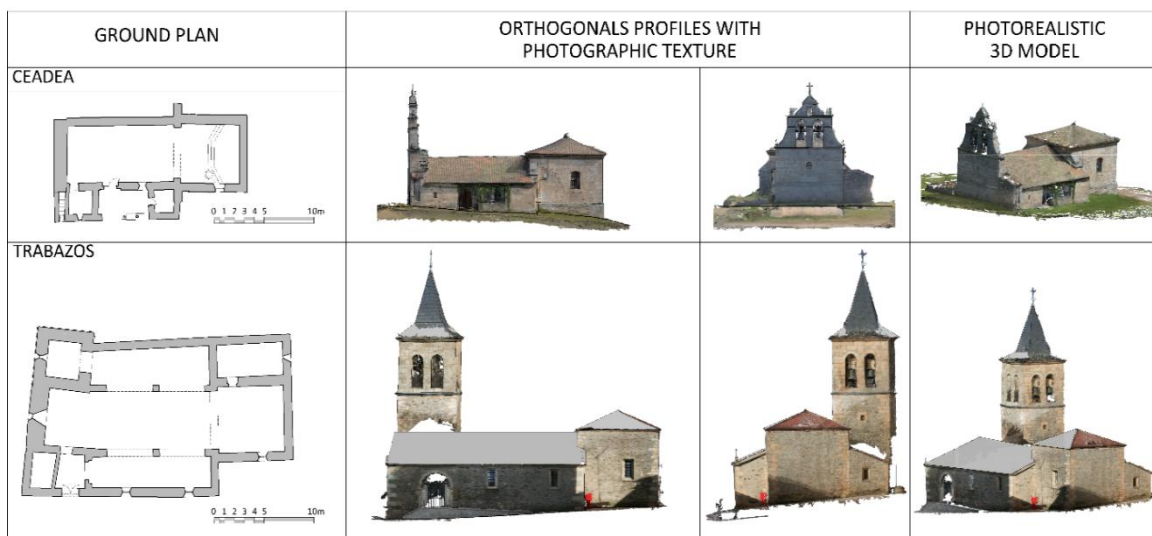 GROUND PLAN
ORTHOGONALS PROFILES WITH
PHOTOGRAPHIC TEXTURE
PHOTOREALISTIC
3D MODEL
CEADEA
0 1 2 3 4 5 10m
TRABAZOS
0 1 2 3 4 5 10m